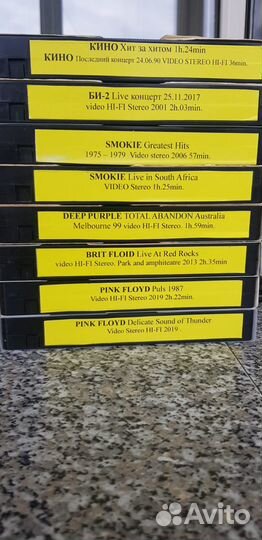 КИНО Хит за хитом 1h.24min
КИНО Последний концерт 24.06.90 VIDEO STEREO HI-FI 36min.
БИ-2 Live концерт 25.11.2017
video HI-FI Stereo 2001 2h.03min.
SMOKIE Greatest Hits
1975 – 1979 Video stereo 2006 57min.
SMOKIE Live in South Africa
VIDEO Stereo 1h.25min.
DEEP PURPLE TOTAL ABANDON Australia
Melbourne 99 video HI-FI Stereo. 1h.59min.
BRIT FLOID Live At Red Rocks
video HI-FI Stereo. Park and amphiteatre 2013 2h.35min
PINK FLOYD Puls 1987
Video HI-FI Stereo 2019 2h.22min.
PINK FLOYD Delicate Sound of Thunder
Video Stereo HI-FI 2019
Avito